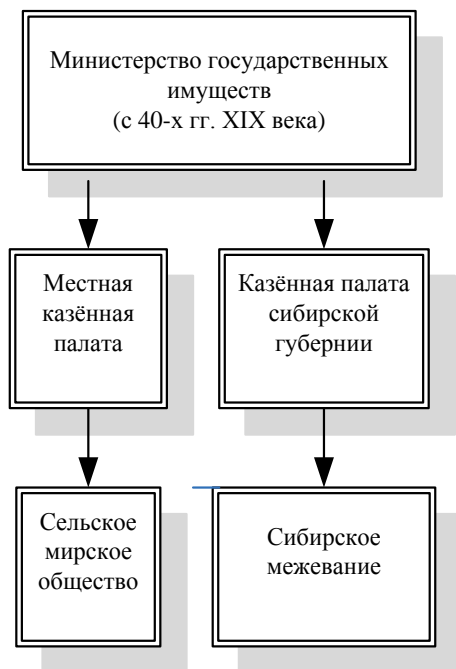 Министерство государственных
имуществ
(с 40-х гг. XIX века)
Местная
казённая
палата
Казённая палата
сибирской
губернии
Сельское
мирское
общество
Сибирское
межевание